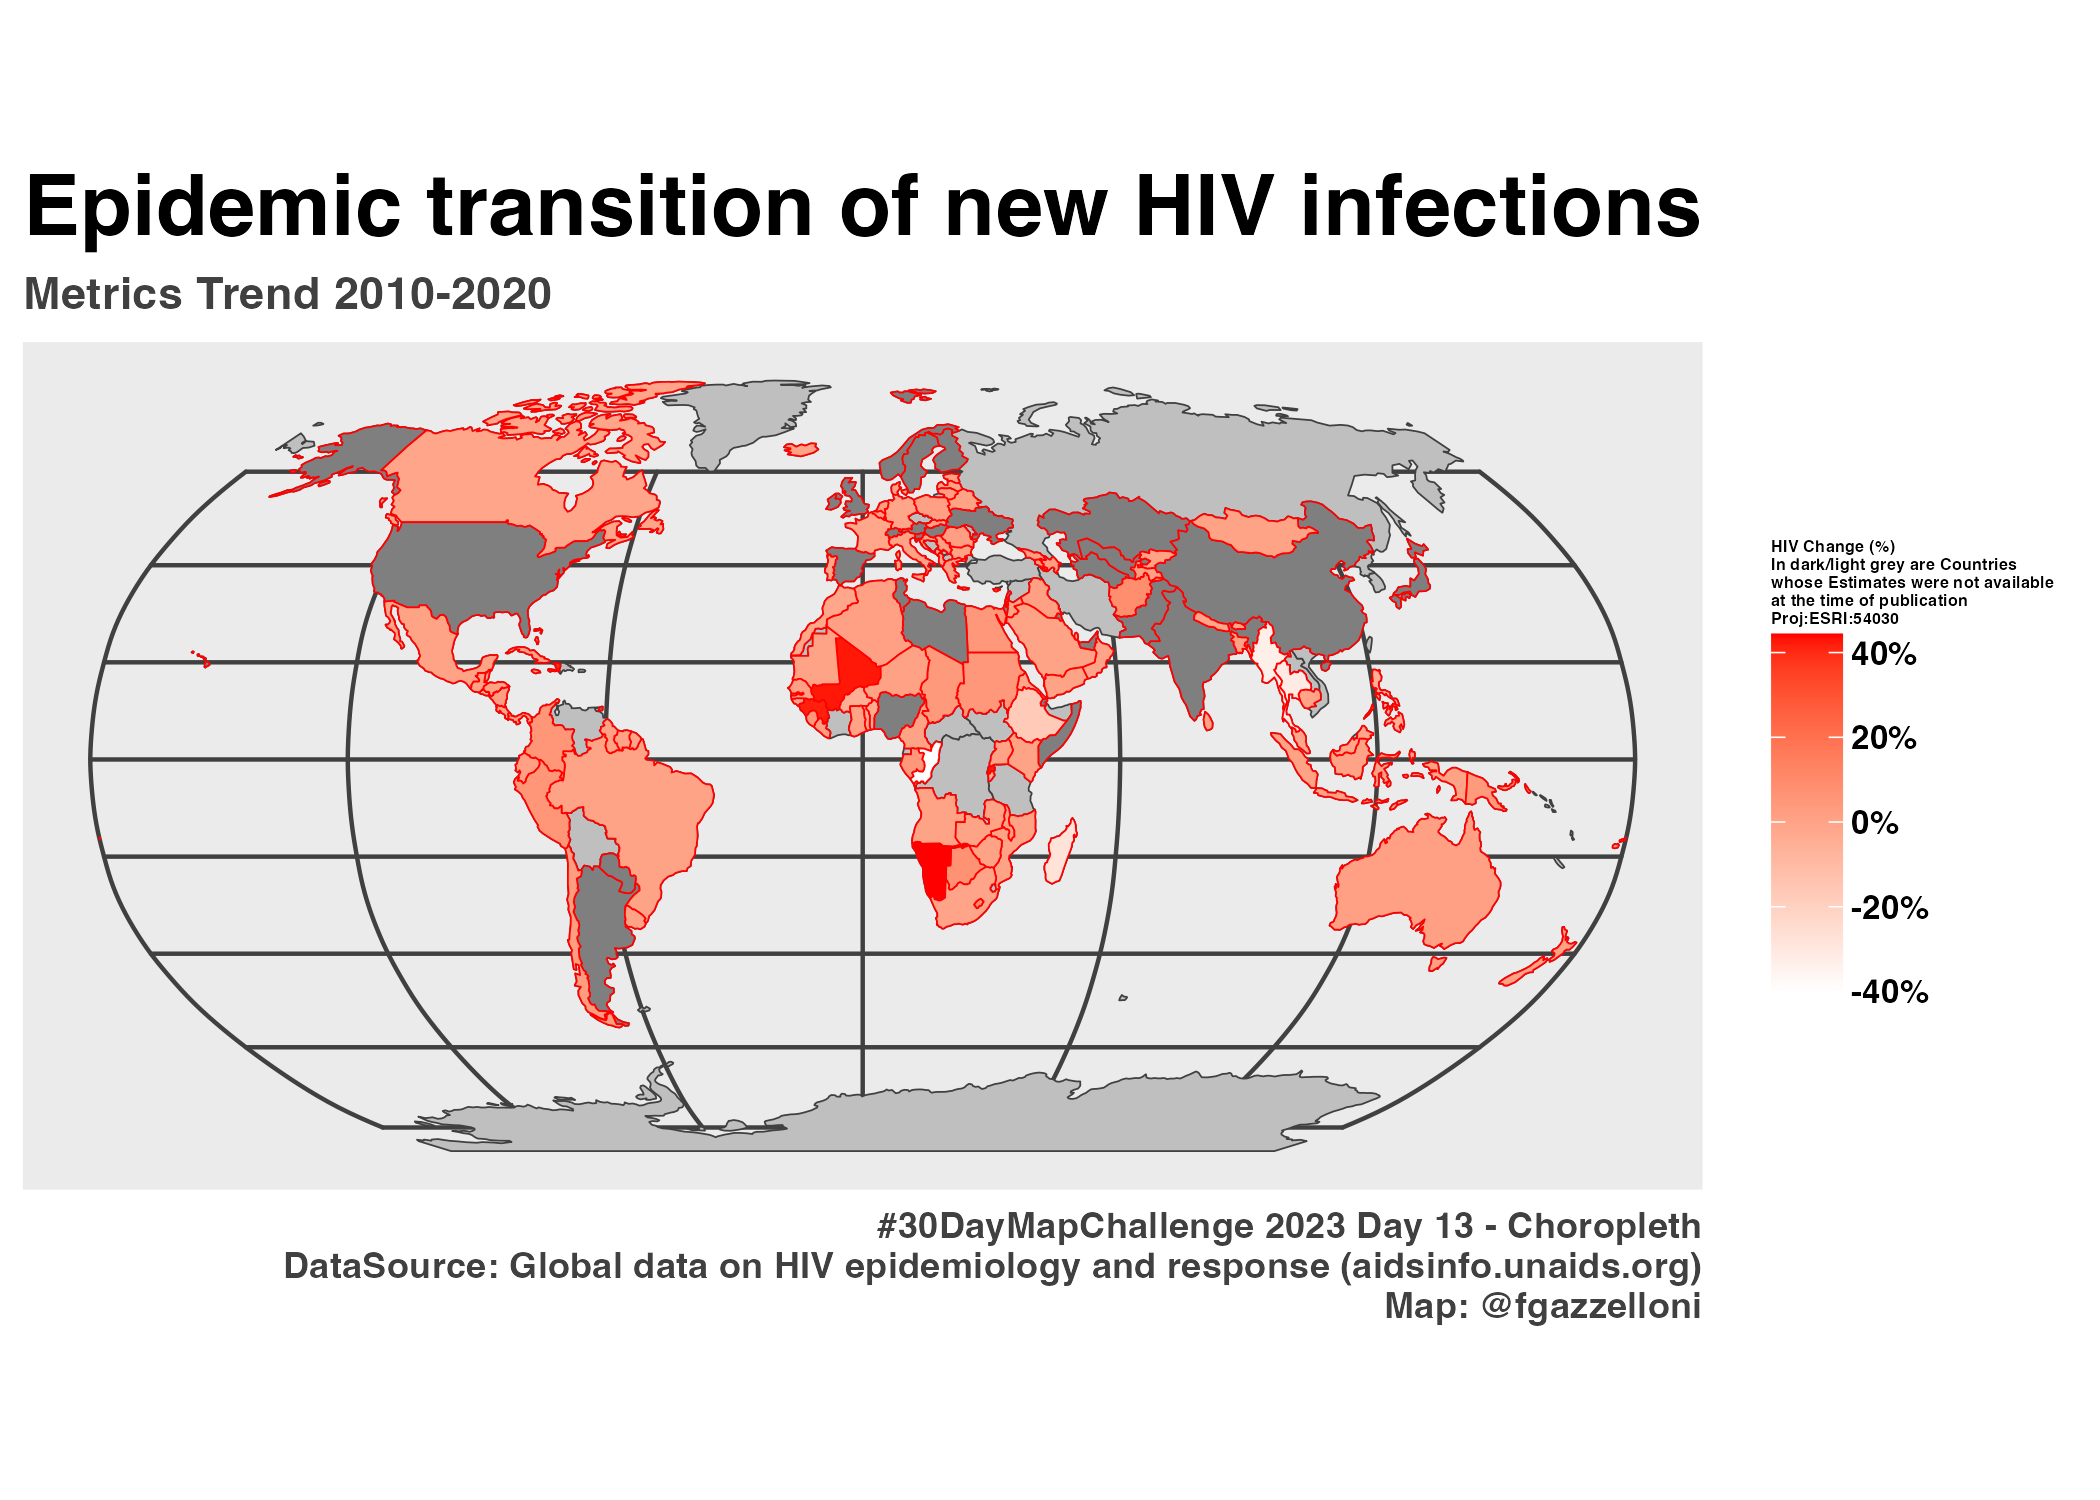 Epidemic transition of new HIV infections
Metrics Trend 2010-2020
HIV Change (%)
In dark/light grey are Countries
whose Estimates were not available
at the time of publication
Proj:ESRI:54030
40%
20%
0%
-20%
-40%
#30DayMapChallenge 2023 Day 13 - Choropleth
DataSource: Global data on HIV epidemiology and response (aidsinfo.unaids.org)
Map: @fgazzelloni